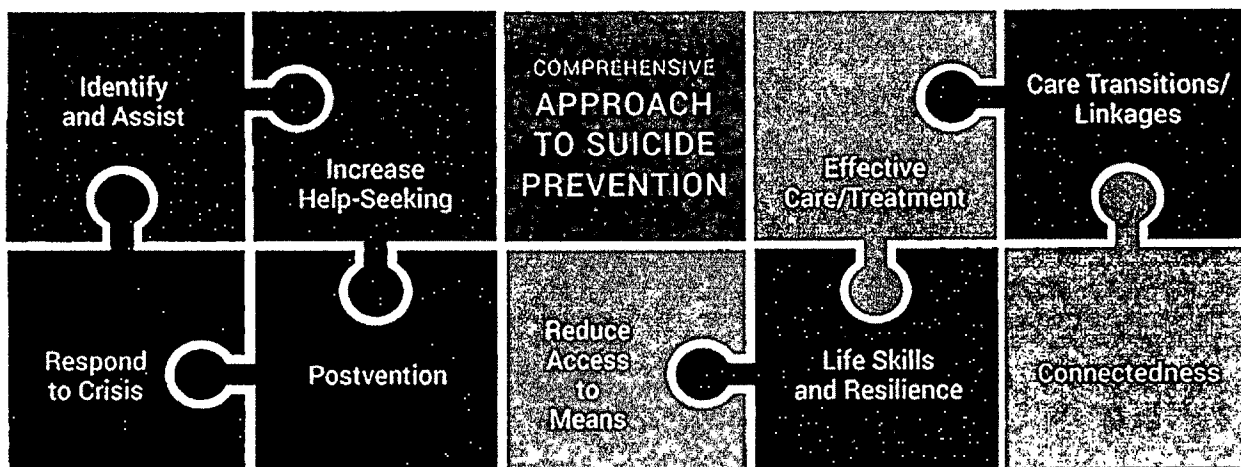 Identify
and Assist
Increase
Help-Seeking
COMPREHENSIVE
APPROACH
TO SUICIDE
PREVENTION
Effective
Care/Treatment
Care Transitions/
Linkages
Respond
to Crisis
Postvention
Reduce
Access
to
Means
Life Skills
and Resilience
Connectedness